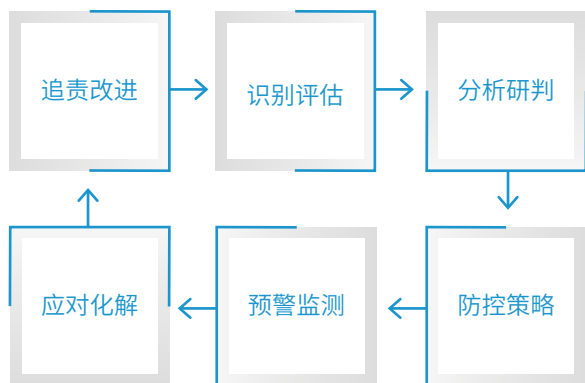 追责改进
识别评估
分析研判
应对化解
预警监测
防控策略